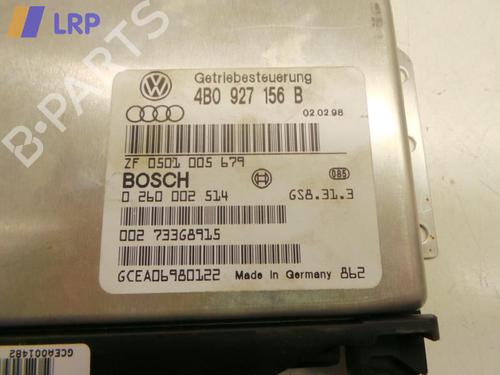 LRP
B-PARTS
Getriebesteuerung
4B0 927 156 B
02.02.98
ZF 0501 005 679
BOSCH
085
0 260 002 514
GS8.31.3
002 73368915
GCEA06980122 Made in Germany 862
GCEA001482